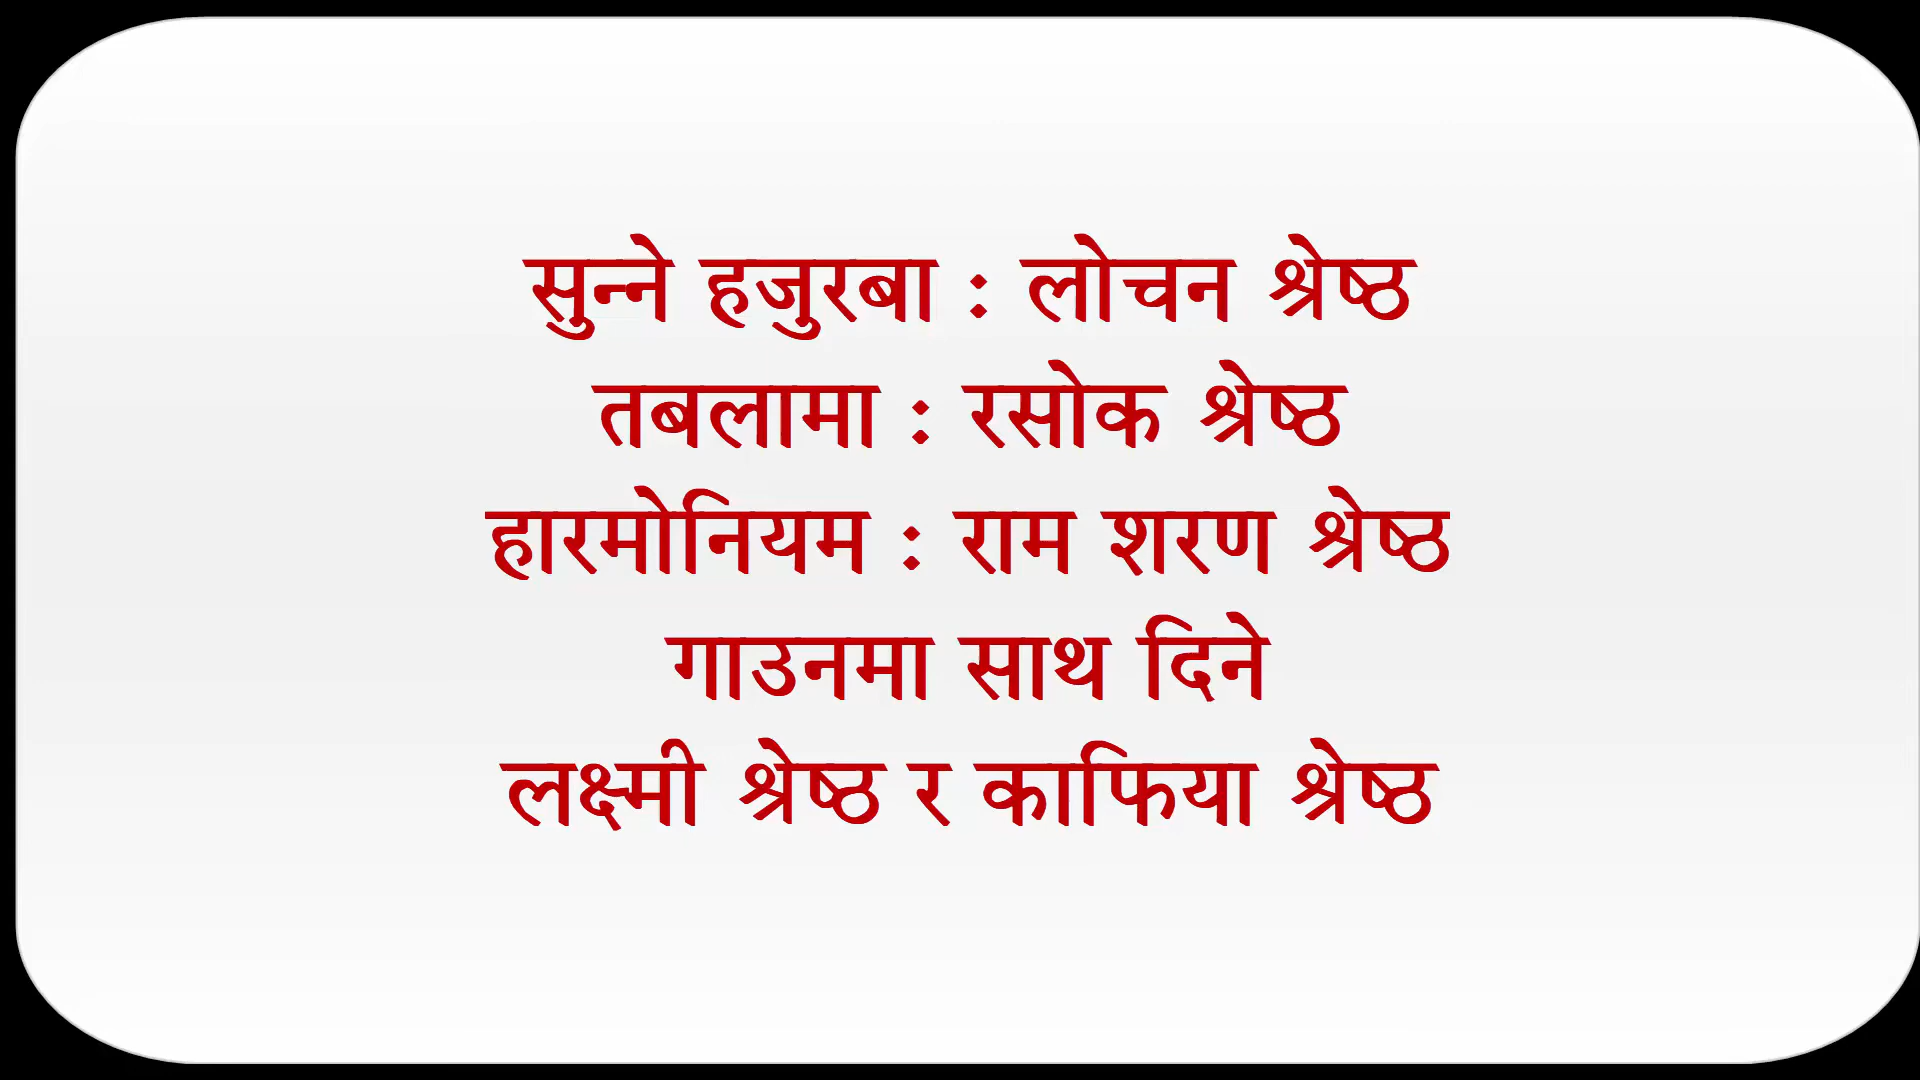 सुन्ने हजुरबा : लोचन श्रेष्ठ
तबलामा : रसोक श्रेष्ठ
हारमोनियम : राम शरण श्रेष्ठ
गाउनमा साथ दिने
लक्ष्मी श्रेष्ठ र काफिया श्रेष्ठ